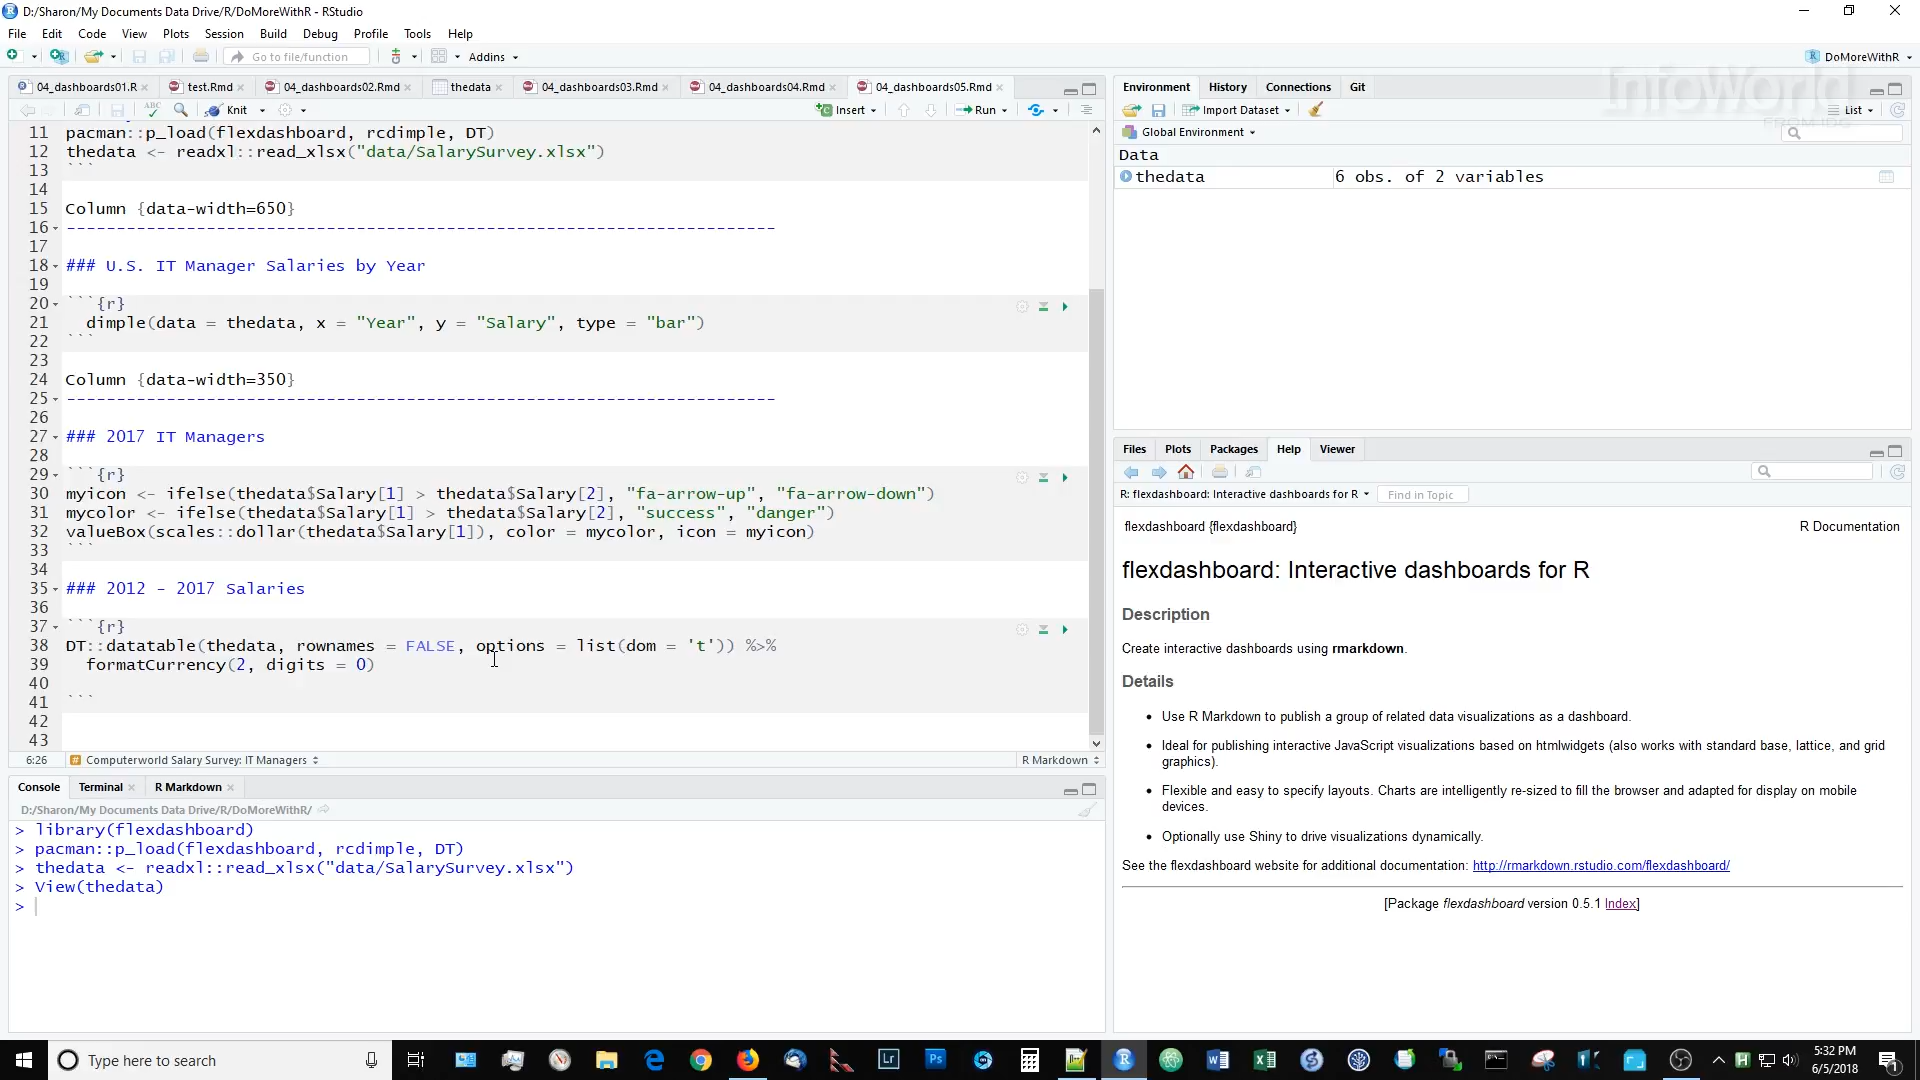 D:/Sharon/My Documents Data Drive/R/DoMoreWithR - RStudio
File Edit Code View Plots Session Build Debug Profile Tools Help
Go to file/function Addins DoMoreWithR
04_dashboards01.R test.Rmd 04_dashboards02.Rmd thedata 04_dashboards03.Rmd 04_dashboards04.Rmd 04_dashboards05.Rmd
ABC Knit Insert Run
11 pacman::p_load(flexdashboard, rcdimple, DT)
12 thedata <- readxl::read_xlsx("data/SalarySurvey.xlsx")
13 ```
14
15 Column {data-width=650}
16 -----------------------------------------------------------------------
17
18 ### U.S. IT Manager Salaries by Year
19
20 ```{r}
21 dimple(data = thedata, x = "Year", y = "Salary", type = "bar")
22 ```
23
24 Column {data-width=350}
25 -----------------------------------------------------------------------
26
27 ### 2017 IT Managers
28
29 ```{r}
30 myicon <- ifelse(thedata$Salary[1] > thedata$Salary[2], "fa-arrow-up", "fa-arrow-down")
31 mycolor <- ifelse(thedata$Salary[1] > thedata$Salary[2], "success", "danger")
32 valueBox(scales::dollar(thedata$Salary[1]), color = mycolor, icon = myicon)
33 ```
34
35 ### 2012 - 2017 Salaries
36
37 ```{r}
38 DT::datatable(thedata, rownames = FALSE, options = list(dom = 't')) %>%
39 formatCurrency(2, digits = 0)
40
41 ```
42
43
6:26 Computerworld Salary Survey: IT Managers R Markdown
Console Terminal R Markdown
D:/Sharon/My Documents Data Drive/R/DoMoreWithR/
> library(flexdashboard)
> pacman::p_load(flexdashboard, rcdimple, DT)
> thedata <- readxl::read_xlsx("data/SalarySurvey.xlsx")
> View(thedata)
>
Environment History Connections Git
InfoWorld
FROM IDG
Import Dataset List
Global Environment
Data
thedata 6 obs. of 2 variables
Files Plots Packages Help Viewer
R: flexdashboard: Interactive dashboards for R Find in Topic
flexdashboard {flexdashboard} R Documentation
flexdashboard: Interactive dashboards for R
Description
Create interactive dashboards using rmarkdown.
Details
• Use R Markdown to publish a group of related data visualizations as a dashboard.
• Ideal for publishing interactive JavaScript visualizations based on htmlwidgets (also works with standard base, lattice, and grid
graphics).
• Flexible and easy to specify layouts. Charts are intelligently re-sized to fill the browser and adapted for display on mobile
devices.
• Optionally use Shiny to drive visualizations dynamically.
See the flexdashboard website for additional documentation: http://rmarkdown.rstudio.com/flexdashboard/
[Package flexdashboard version 0.5.1 Index]
Type here to search
Lr Ps R
5:32 PM
6/5/2018